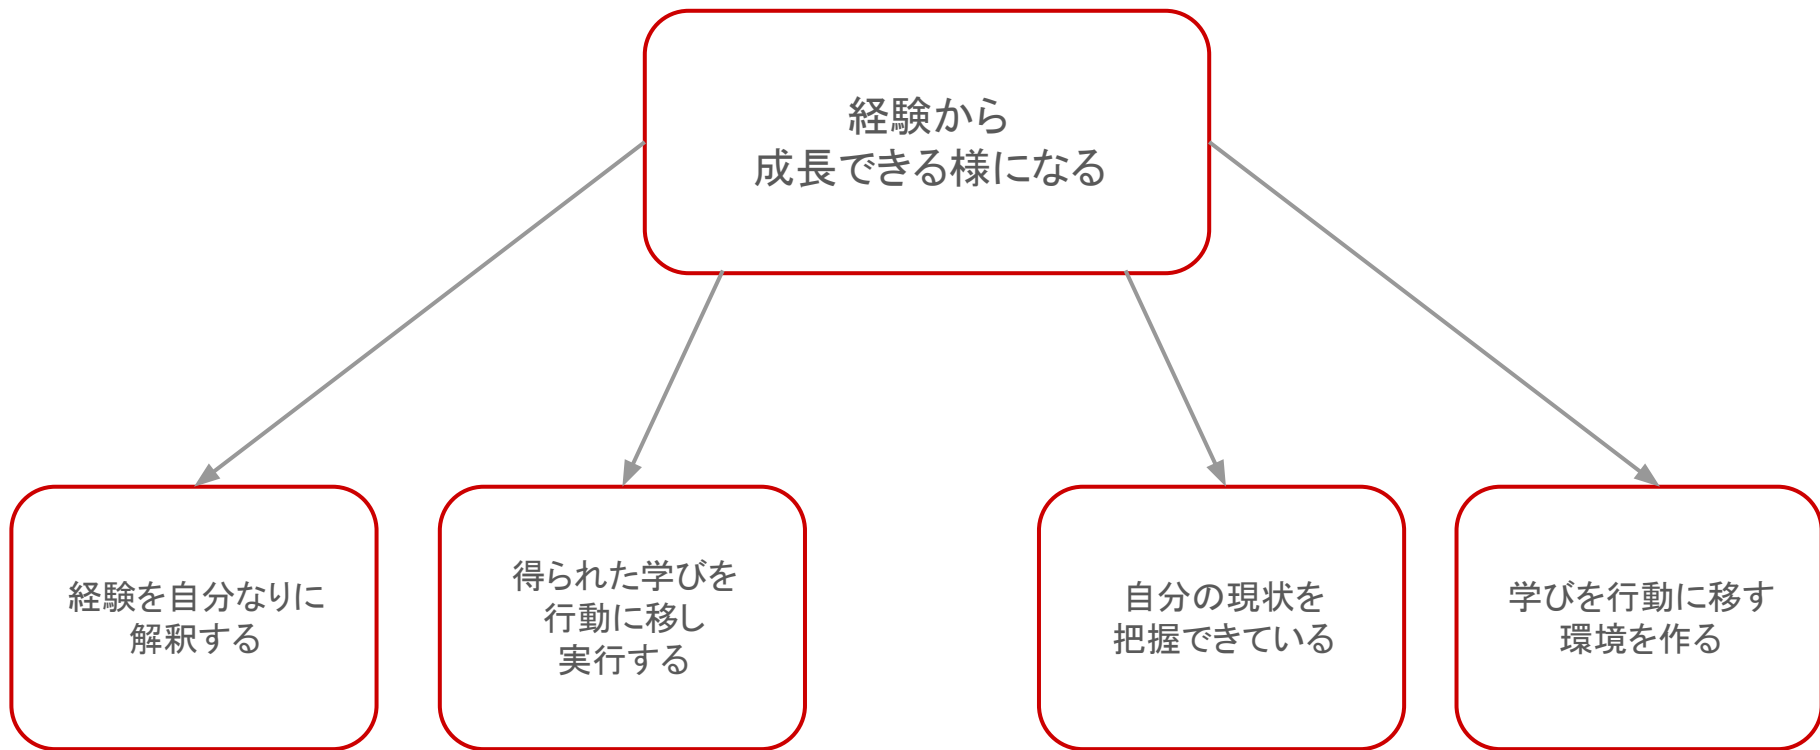 経験から
成長できる様になる
経験を自分なりに
解釈する
得られた学びを
行動に移し
実行する
自分の現状を
把握できている
学びを行動に移す
環境を作る